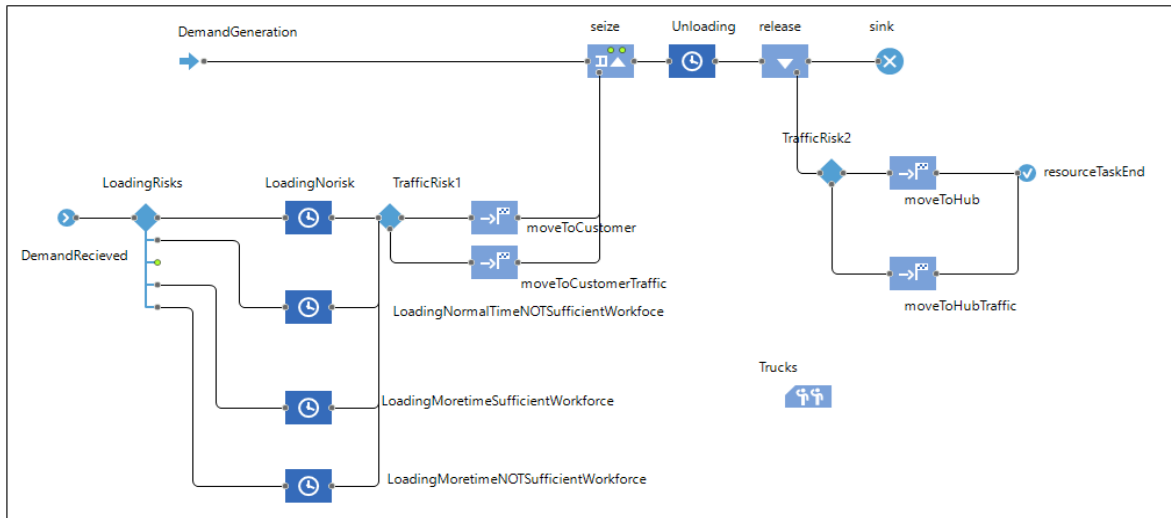 DemandGeneration
seize
Unloading
release
sink
TrafficRisk2
resourceTaskEnd
moveToHub
moveToHubTraffic
LoadingRisks
LoadingNorisk
TrafficRisk1
moveToCustomer
DemandRecieved
moveToCustomerTraffic
LoadingNormalTimeNOTSufficientWorkfoce
Trucks
LoadingMoretimeSufficientWorkforce
LoadingMoretimeNOTSufficientWorkforce